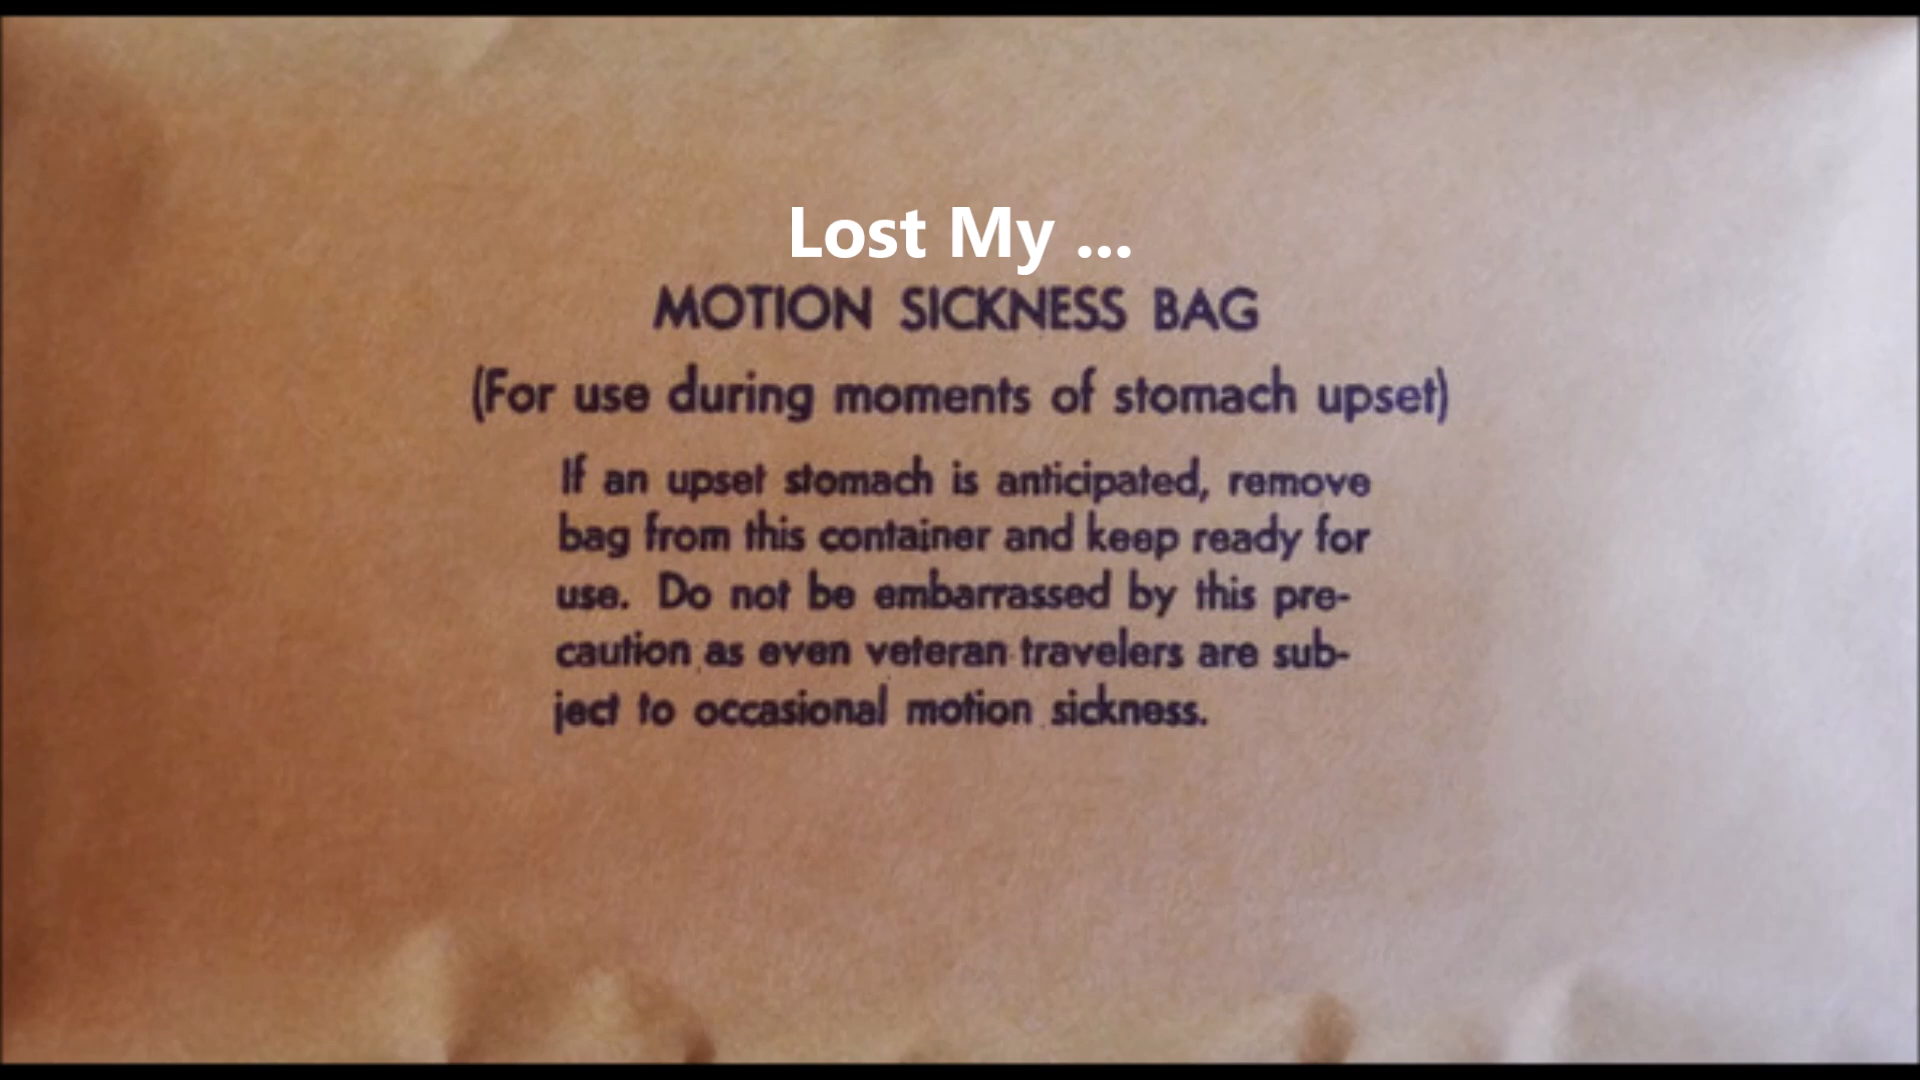 Lost My ...
MOTION SICKNESS BAG
(For use during moments of stomach upset)
If an upset stomach is anticipated, remove
bag from this container and keep ready for
use. Do not be embarrassed by this pre-
caution as even veteran travelers are sub-
ject to occasional motion sickness.